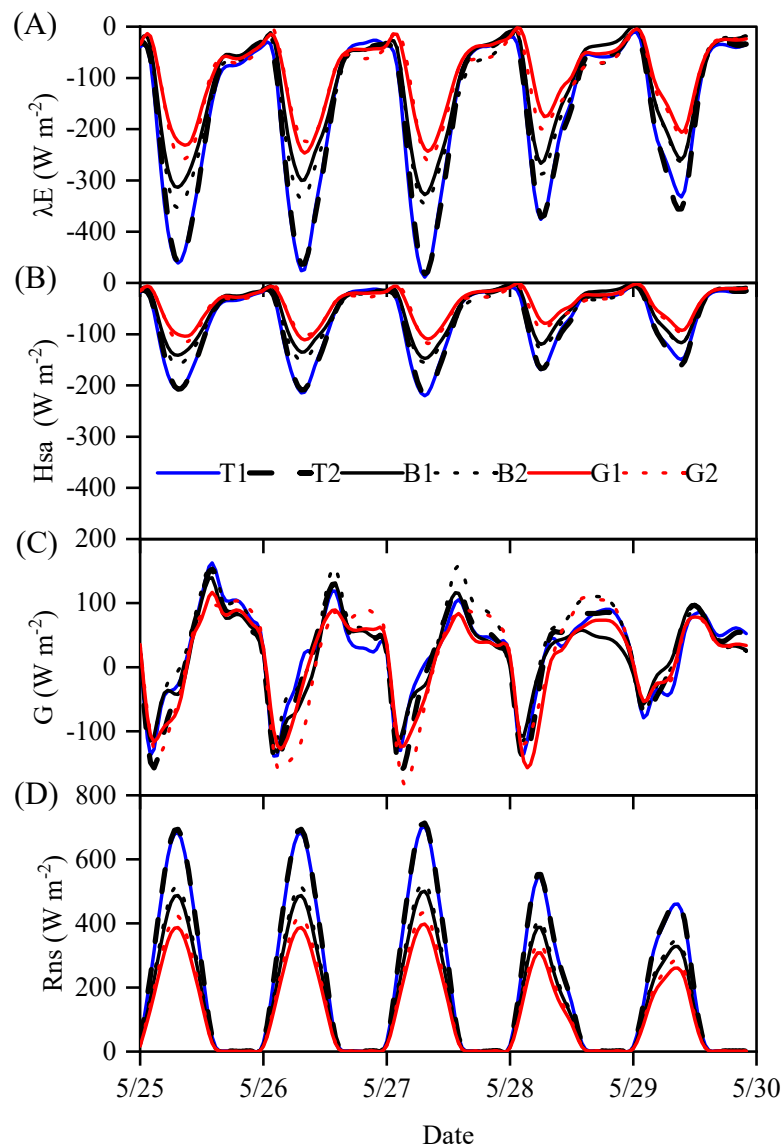 (A)
0
-100
-200
-300
-400
λE (W m-2)
(B)
0
-100
-200
-300
-400
Hsa (W m-2)
T1 T2 B1 B2 G1 G2
(C)
200
100
0
-100
G (W m-2)
(D)
800
600
400
200
0
Rns (W m-2)
5/25 5/26 5/27 5/28 5/29 5/30
Date